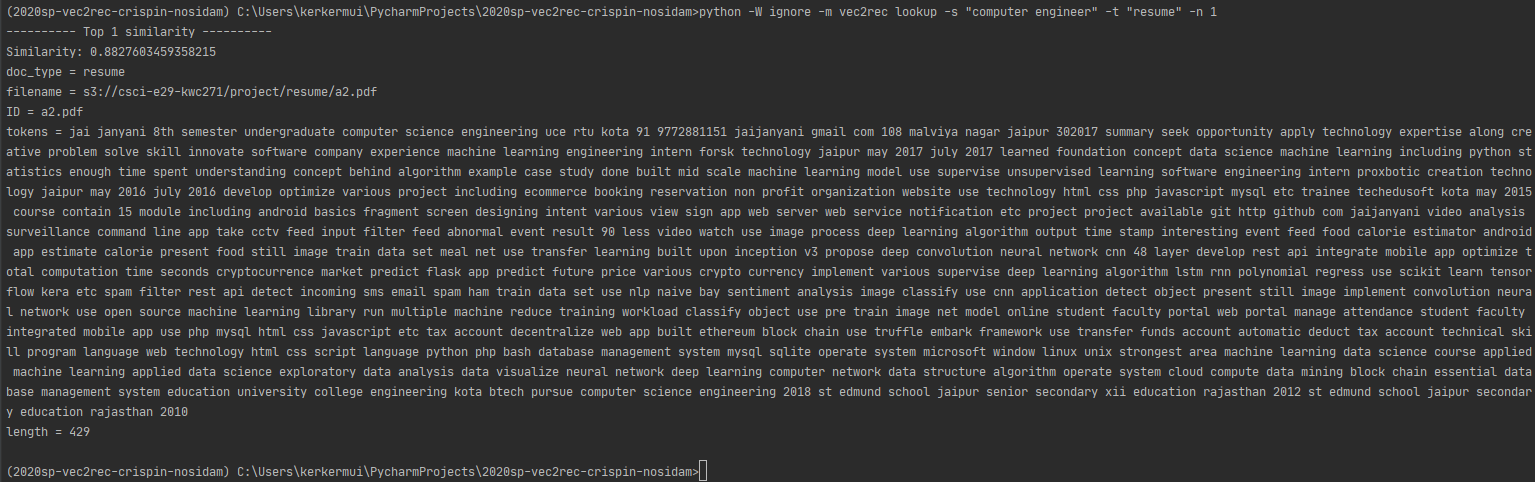 (2020sp-vec2rec-crispin-nosidam) C:\Users\kerkermui\PycharmProjects\2020sp-vec2rec-crispin-nosidam>python -W ignore -m vec2rec lookup -s "computer engineer" -t "resume" -n 1
---------- Top 1 similarity ----------
Similarity: 0.8827603459358215
doc_type = resume
filename = s3://csci-e29-kwc271/project/resume/a2.pdf
ID = a2.pdf
tokens = jai janyani 8th semester undergraduate computer science engineering uce rtu kota 91 9772881151 jaijanyani gmail com 108 malviya nagar jaipur 302017 summary seek opportunity apply technology expertise along cre
ative problem solve skill innovate software company experience machine learning engineering intern forsk technology jaipur may 2017 july 2017 learned foundation concept data science machine learning including python st
atistics enough time spent understanding concept behind algorithm example case study done built mid scale machine learning model use supervise unsupervised learning software engineering intern proxbotic creation techno
logy jaipur may 2016 july 2016 develop optimize various project including ecommerce booking reservation non profit organization website use technology html css php javascript mysql etc trainee techedusoft kota may 2015
 course contain 15 module including android basics fragment screen designing intent various view sign app web server web service notification etc project project available git http github com jaijanyani video analysis
surveillance command line app take cctv feed input filter feed abnormal event result 90 less video watch use image process deep learning algorithm output time stamp interesting event feed food calorie estimator android
 app estimate calorie present food still image train data set meal net use transfer learning built upon inception v3 propose deep convolution neural network cnn 48 layer develop rest api integrate mobile app optimize t
otal computation time seconds cryptocurrence market predict flask app predict future price various crypto currency implement various supervise deep learning algorithm lstm rnn polynomial regress use scikit learn tensor
flow kera etc spam filter rest api detect incoming sms email spam ham train data set use nlp naive bay sentiment analysis image classify use cnn application detect object present still image implement convolution neura
l network use open source machine learning library run multiple machine reduce training workload classify object use pre train image net model online student faculty portal web portal manage attendance student faculty
integrated mobile app use php mysql html css javascript etc tax account decentralize web app built ethereum block chain use truffle embark framework use transfer funds account automatic deduct tax account technical ski
ll program language web technology html css script language python php bash database management system mysql sqlite operate system microsoft window linux unix strongest area machine learning data science course applied
 machine learning applied data science exploratory data analysis data visualize neural network deep learning computer network data structure algorithm operate system cloud compute data mining block chain essential data
base management system education university college engineering kota btech pursue computer science engineering 2018 st edmund school jaipur senior secondary xii education rajasthan 2012 st edmund school jaipur secondar
y education rajasthan 2010
length = 429
(2020sp-vec2rec-crispin-nosidam) C:\Users\kerkermui\PycharmProjects\2020sp-vec2rec-crispin-nosidam>